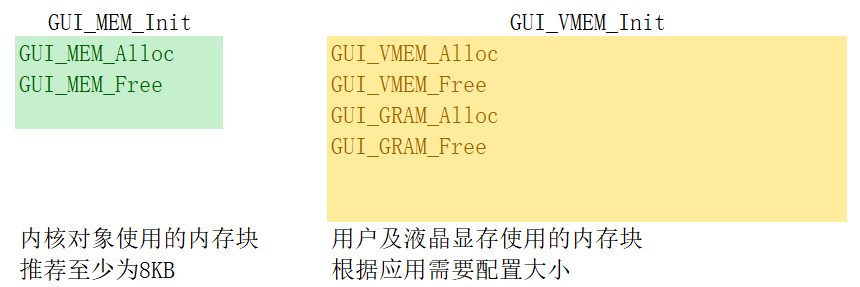 GUI_MEM_Init
GUI_MEM_Alloc
GUI_MEM_Free
内核对象使用的内存块
推荐至少为8KB
GUI_VMEM_Init
GUI_VMEM_Alloc
GUI_VMEM_Free
GUI_GRAM_Alloc
GUI_GRAM_Free
用户及液晶显存使用的内存块
根据应用需要配置大小